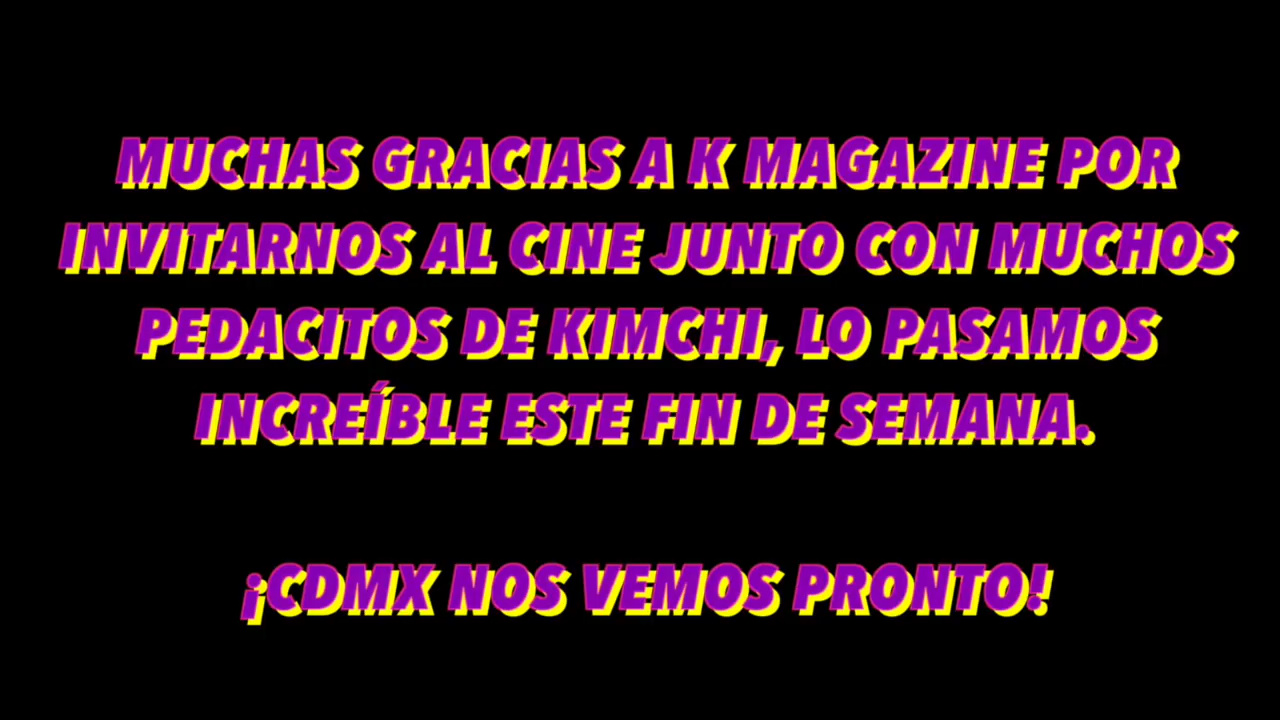 MUCHAS GRACIAS A K MAGAZINE POR
INVITARNOS AL CINE JUNTO CON MUCHOS
PEDACITOS DE KIMCHI, LO PASAMOS
INCREÍBLE ESTE FIN DE SEMANA.
¡CDMX NOS VEMOS PRONTO!